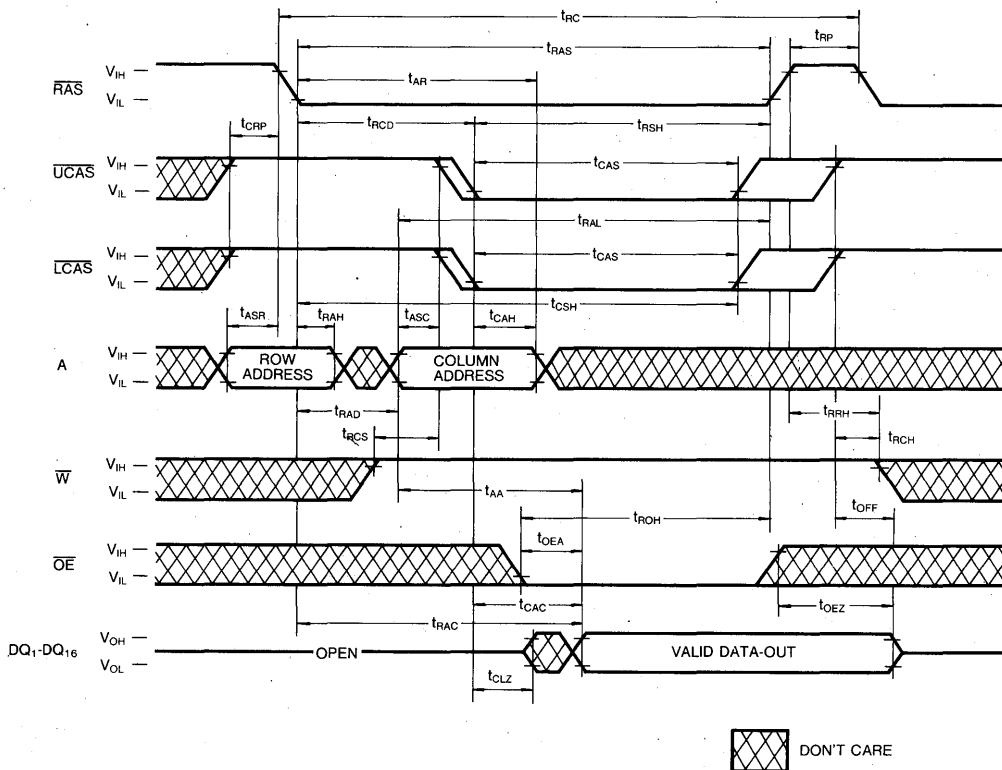 tRC
tRP
tRAS
tAR
RAS
VIH
VIL
tCRP
tRCD
tRSH
UCAS
VIH
VIL
tCAS
tRAL
LCAS
VIH
VIL
tCAS
tCSH
tASR
tRAH
tASC
tCAH
A
VIH
VIL
ROW ADDRESS
COLUMN ADDRESS
tRAD
tRRH
tRCS
tRCH
W
VIH
VIL
tAA
tROH
tOFF
tOEA
OE
VIH
VIL
tCAC
tOEZ
tRAC
DQ1-DQ16
VOH
VOL
OPEN
VALID DATA-OUT
tCLZ
DON'T CARE